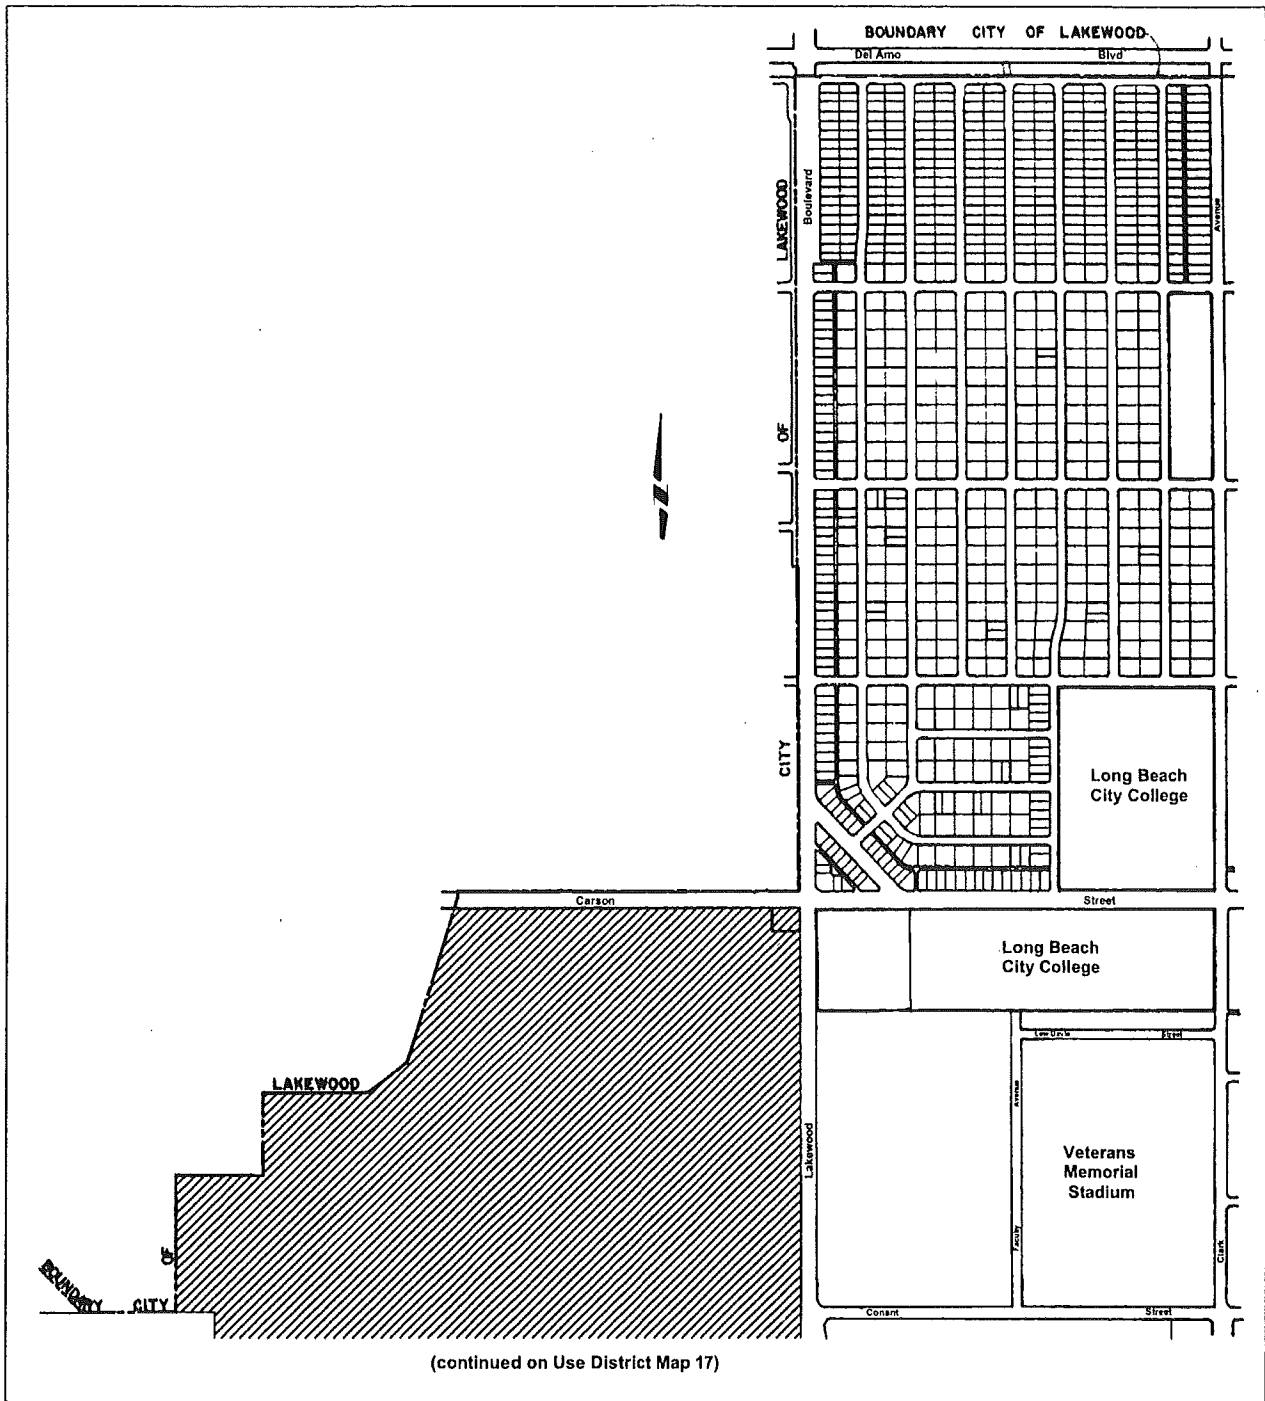 BOUNDARY CITY OF LAKEWOOD
Del Amo Blvd
LAKEWOOD
Boulevard
Avenue
OF
CITY
Long Beach
City College
Carson Street
Long Beach
City College
Lew Davis Street
LAKEWOOD
Avenue
Lakewood
Veterans
Memorial
Stadium
OF
Faculty
Clark
BOUNDARY CITY
Conant Street
(continued on Use District Map 17)